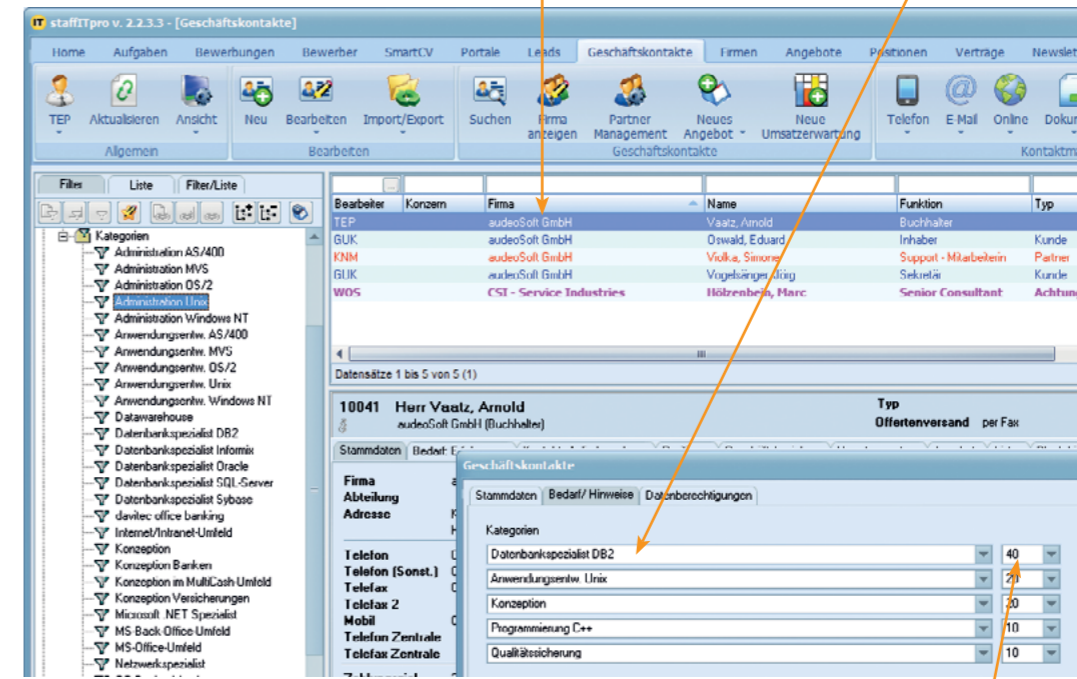 staffITpro v. 2.2.3.3 - [Geschäftskontakte]
Home Aufgaben Bewerbungen Bewerber SmartCV Portale Leads Geschäftskontakte Firmen Angebote Positionen Verträge Newslet
TEP Aktualisieren Ansicht Neu Bearbeiten Import/Export Suchen Firma anzeigen Partner Management Neues Angebot Neue Umsatzerwartung Telefon E-Mail Online Dokur
Allgemein Bearbeiten Geschäftskontakte Kontaktma
Filter Liste Filter/Liste
Kategorien
Administration AS/400
Administration MVS
Administration OS/2
Administration Unix
Administration Windows NT
Anwendungsentw. AS/400
Anwendungsentw. MVS
Anwendungsentw. OS/2
Anwendungsentw. Unix
Anwendungsentw. Windows NT
Datawarehouse
Datenbankspezialist DB2
Datenbankspezialist Informix
Datenbankspezialist Oracle
Datenbankspezialist SQL-Server
Datenbankspezialist Sybase
davitec office banking
Internet/Intranet-Umfeld
Konzeption
Konzeption Banken
Konzeption im MultiCash-Umfeld
Konzeption Versicherungen
Microsoft .NET Spezialist
MS-Back-Office-Umfeld
MS-Office-Umfeld
Netzwerkspezialist
Bearbeiter Konzern Firma Name Funktion Typ
TEP audeoSoft GmbH Vaatz, Arnold Buchhalter
GUK audeoSoft GmbH Oswald, Eduard Inhaber Kunde
KNM audeoSoft GmbH Violka, Simone Support - Mitarbeiterin Partner
GUK audeoSoft GmbH Vogelsänger, Jörg Sekretär Kunde
WOS CSI - Service Industries Hölzenbein, Marc Senior Consultant Achtung
Datensätze 1 bis 5 von 5 (1)
10041 Herr Vaatz, Arnold
audeoSoft GmbH (Buchhalter)
Typ
Offertenversand per Fax
Stammdaten Bedarf
Firma
Abteilung
Adresse
Telefon
Telefon (Sonst.)
Telefax
Telefax 2
Mobil
Telefon Zentrale
Telefax Zentrale
Geschäftskontakte
Stammdaten Bedarf/ Hinweise Datenberechtigungen
Kategorien
Datenbankspezialist DB2 40
Anwendungsentw. Unix 20
Konzeption 20
Programmierung C++ 10
Qualitätssicherung 10